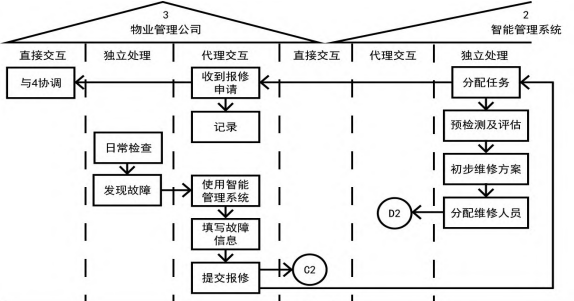 3
物业管理公司
2
智能管理系统
直接交互
独立处理
代理交互
直接交互
代理交互
独立处理
与4协调
收到报修
申请
分配任务
记录
预检测及评估
日常检查
发现故障
使用智能
管理系统
初步维修方案
填写故障
信息
D2
分配维修人员
提交报修
C2